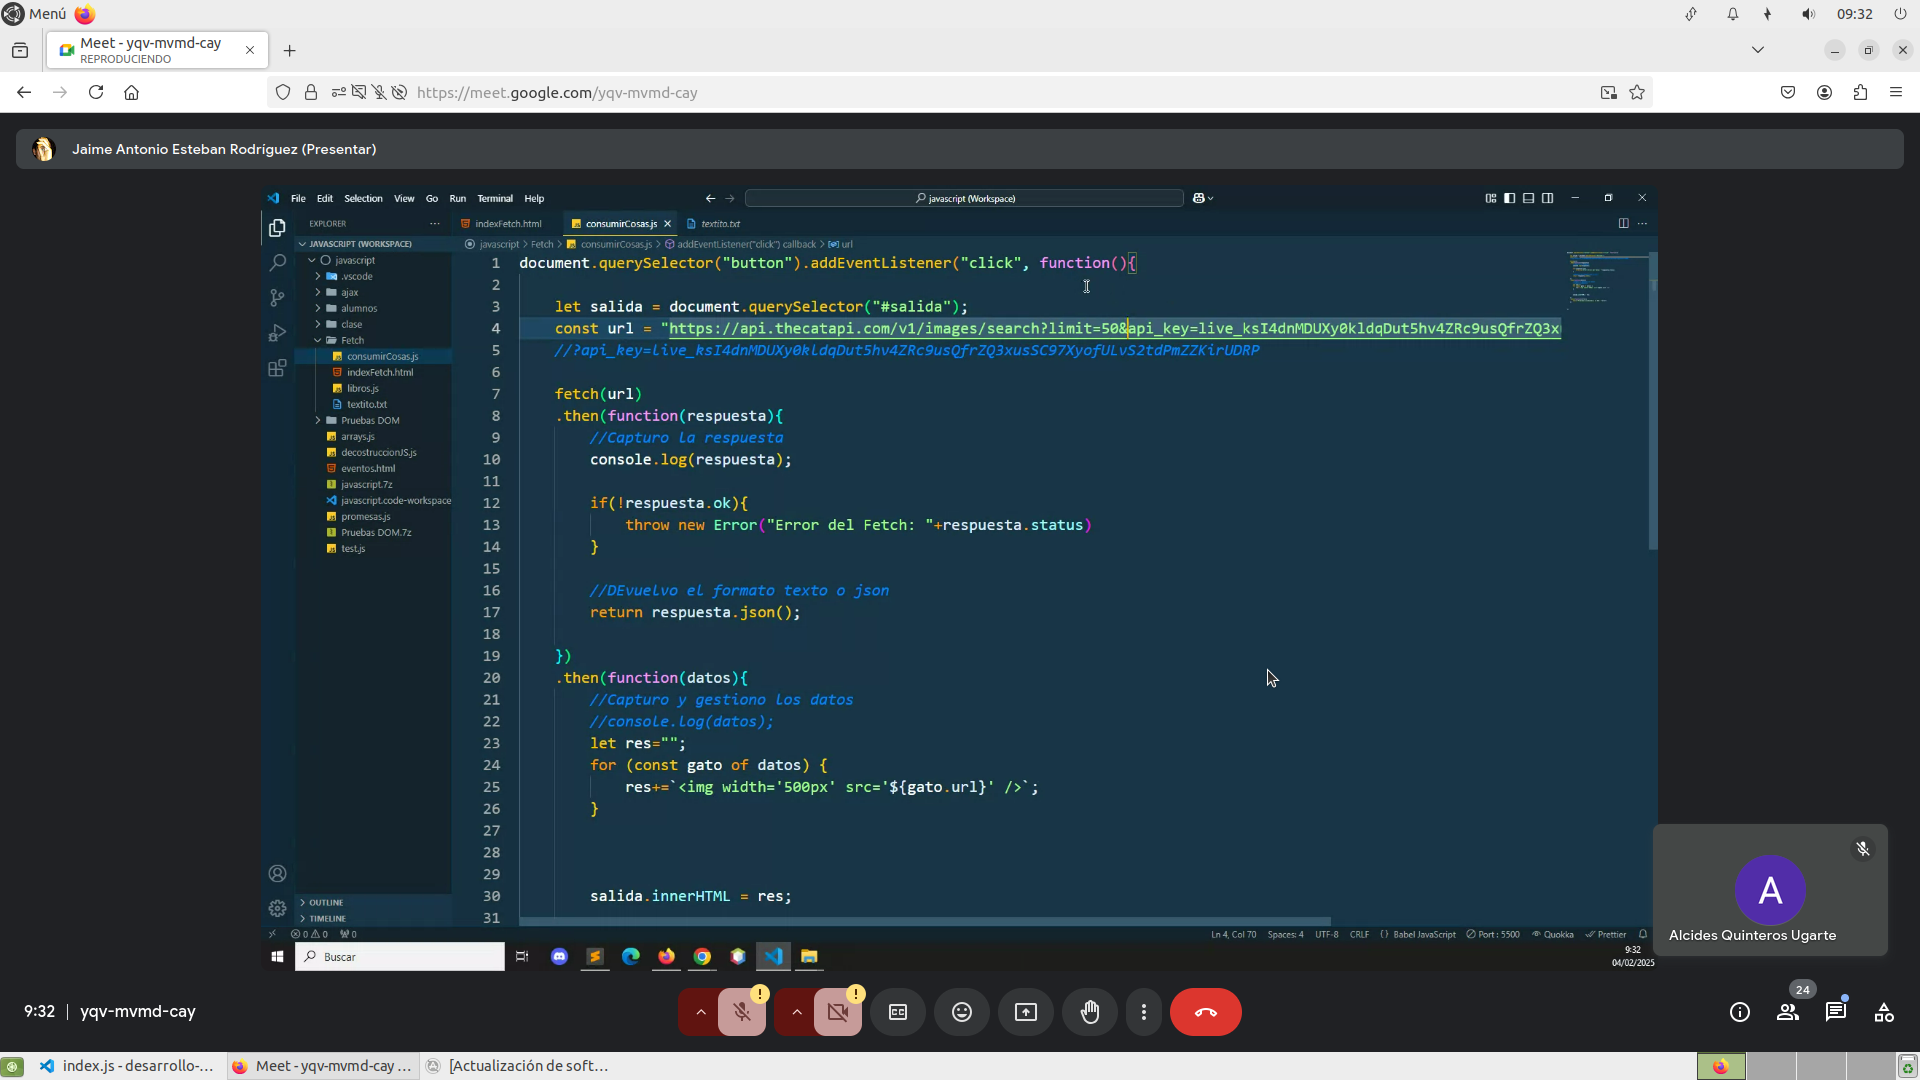 Menú
09:32
Meet - yqv-mvmd-cay
REPRODUCIENDO
https://meet.google.com/yqv-mvmd-cay
Jaime Antonio Esteban Rodríguez (Presentar)
File Edit Selection View Go Run Terminal Help
javascript (Workspace)
EXPLORER
indexFetch.html
consumirCosas.js
textito.txt
JAVASCRIPT (WORKSPACE)
javascript > Fetch > consumirCosas.js > addEventListener("click") callback > url
javascript
.vscode
ajax
alumnos
clase
Fetch
consumirCosas.js
indexFetch.html
libros.js
textito.txt
Pruebas DOM
arrays.js
decostruccionJS.js
eventos.html
javascript.7z
javascript.code-workspace
promesas.js
Pruebas DOM.7z
test.js
OUTLINE
TIMELINE
1 document.querySelector("button").addEventListener("click", function(){
2
3 let salida = document.querySelector("#salida");
4 const url = "https://api.thecatapi.com/v1/images/search?limit=50&api_key=live_ksI4dnMDUXy0kldqDut5hv4ZRc9usQfrZQ3x
5 //?api_key=live_ksI4dnMDUXy0kldqDut5hv4ZRc9usQfrZQ3xusSC97XyofULvS2tdPmZZKirUDRP
6
7 fetch(url)
8 .then(function(respuesta){
9 //Capturo la respuesta
10 console.log(respuesta);
11
12 if(!respuesta.ok){
13 throw new Error("Error del Fetch: "+respuesta.status)
14 }
15
16 //DEvuelvo el formato texto o json
17 return respuesta.json();
18
19 })
20 .then(function(datos){
21 //Capturo y gestiono los datos
22 //console.log(datos);
23 let res="";
24 for (const gato of datos) {
25 res+=`<img width='500px' src='${gato.url}' />`;
26 }
27
28
29
30 salida.innerHTML = res;
31
0 0 0
Ln 4, Col 70 Spaces: 4 UTF-8 CRLF {} Babel JavaScript Port : 5500 Quokka Prettier
Buscar
9:32
04/02/2025
A
Alcides Quinteros Ugarte
9:32 | yqv-mvmd-cay
24
index.js - desarrollo-...
Meet - yqv-mvmd-cay ...
[Actualización de soft...